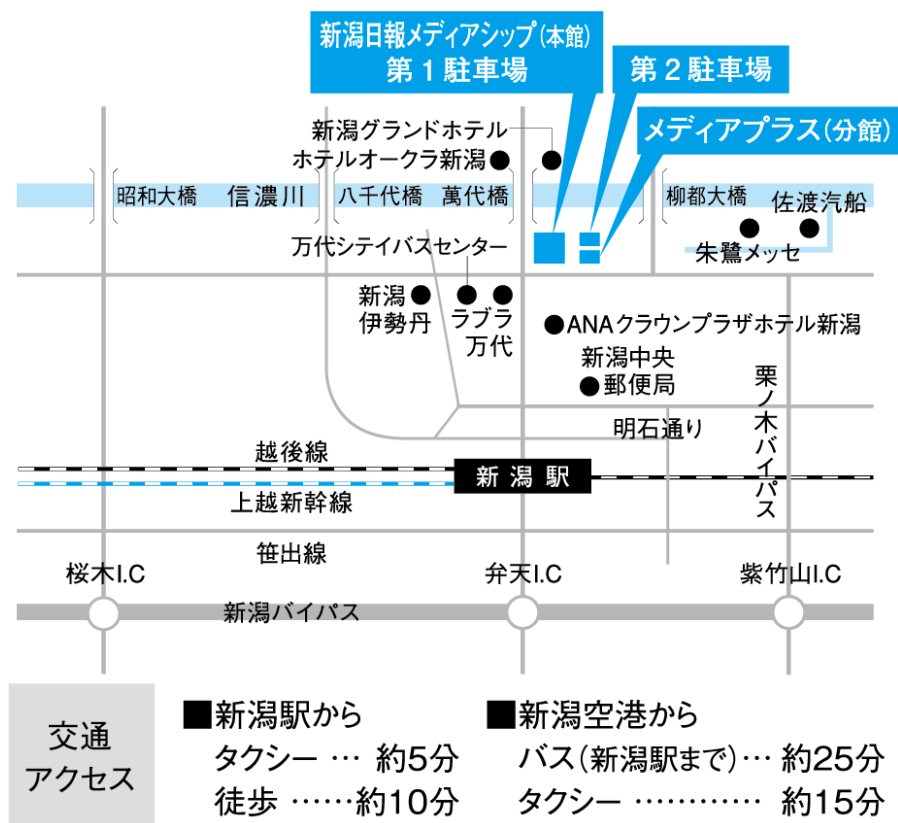 新潟日報メディアシップ(本館)
第1駐車場
第2駐車場
メディアプラス(分館)
新潟グランドホテル
ホテルオークラ新潟
昭和大橋
信濃川
八千代橋
萬代橋
柳都大橋
佐渡汽船
朱鷺メッセ
万代シテイバスセンター
新潟
伊勢丹
ラブラ
万代
ANAクラウンプラザホテル新潟
新潟中央
郵便局
栗ノ木バイパス
明石通り
越後線
新潟駅
上越新幹線
笹出線
桜木I.C
弁天I.C
紫竹山I.C
新潟バイパス
交通
アクセス
■新潟駅から
タクシー … 約5分
徒歩 ……約10分
■新潟空港から
バス(新潟駅まで)… 約25分
タクシー ………… 約15分